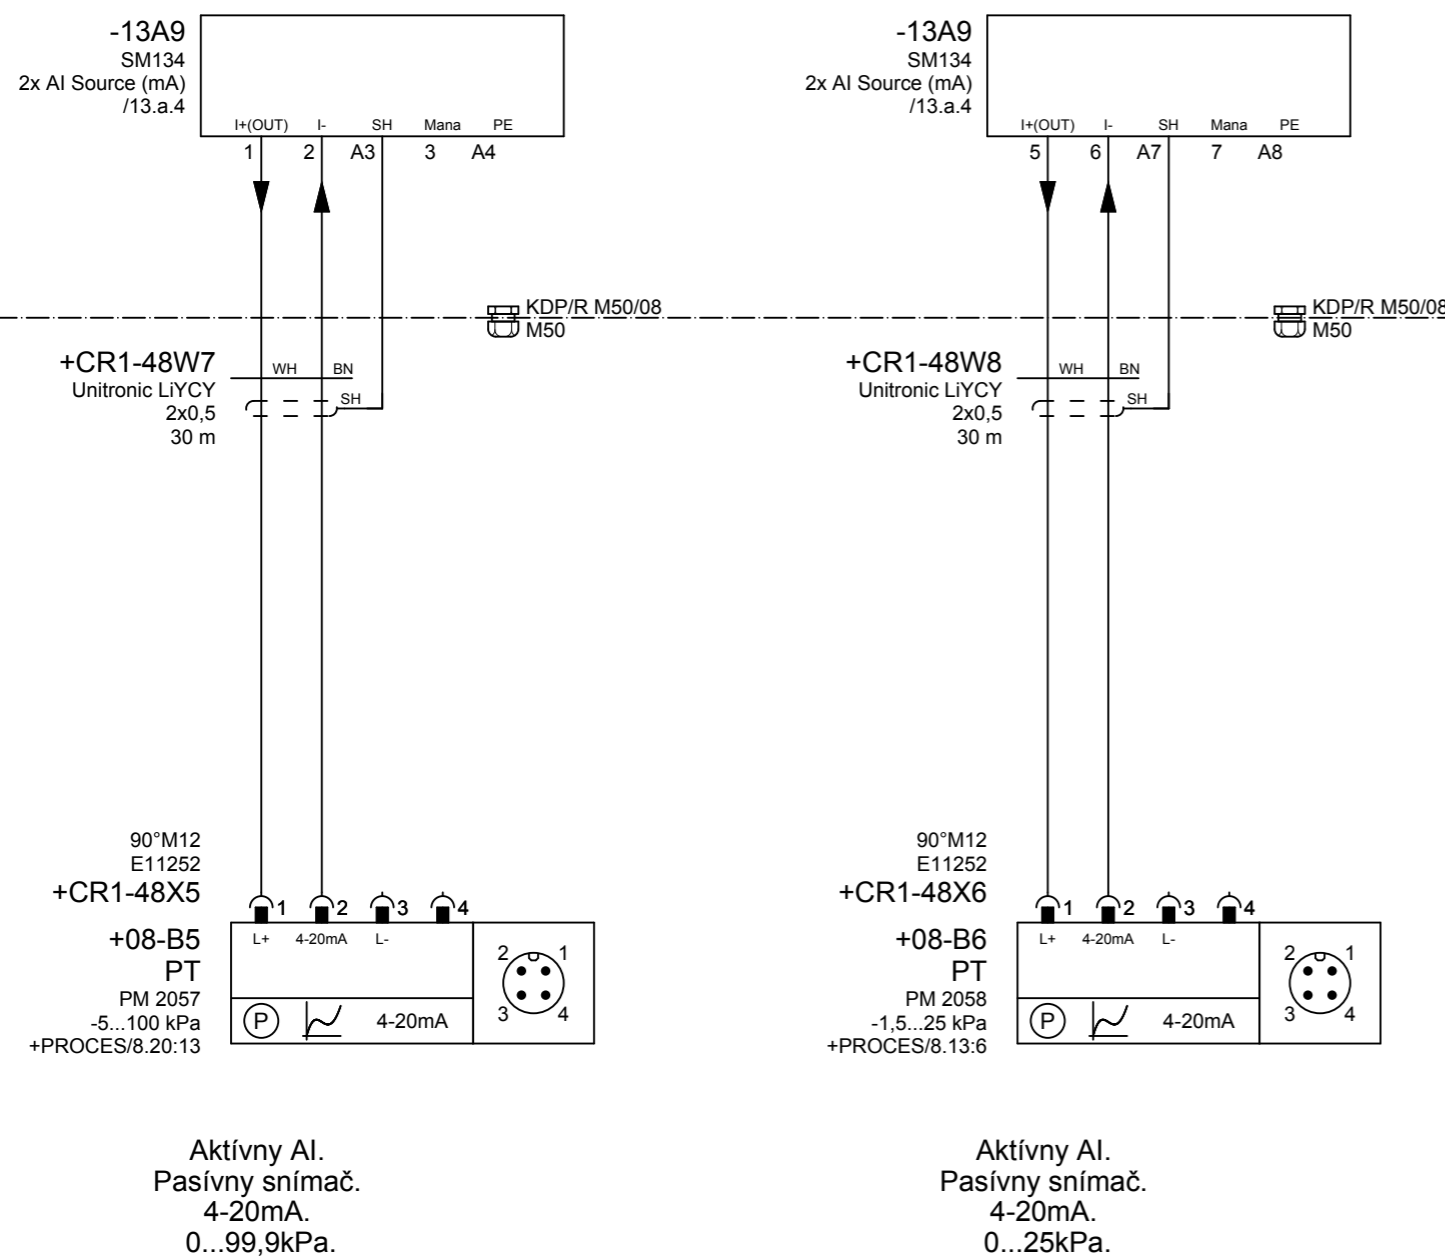 -13A9
SM134
2x AI Source (mA)
/13.a.4
I+(OUT) I- SH Mana PE
1 2 A3 3 A4
KDP/R M50/08
M50
+CR1-48W7
Unitronic LiYCY
2x0,5
30 m
WH BN
SH
90°M12
E11252
+CR1-48X5
1 2 3 4
+08-B5
PT
PM 2057
-5...100 kPa
+PROCES/8.20:13
L+ 4-20mA L-
P 4-20mA
2 1
3 4
Aktívny AI.
Pasívny snímač.
4-20mA.
0...99,9kPa.
-13A9
SM134
2x AI Source (mA)
/13.a.4
I+(OUT) I- SH Mana PE
5 6 A7 7 A8
KDP/R M50/08
M50
+CR1-48W8
Unitronic LiYCY
2x0,5
30 m
WH BN
SH
90°M12
E11252
+CR1-48X6
1 2 3 4
+08-B6
PT
PM 2058
-1,5...25 kPa
+PROCES/8.13:6
L+ 4-20mA L-
P 4-20mA
2 1
3 4
Aktívny AI.
Pasívny snímač.
4-20mA.
0...25kPa.